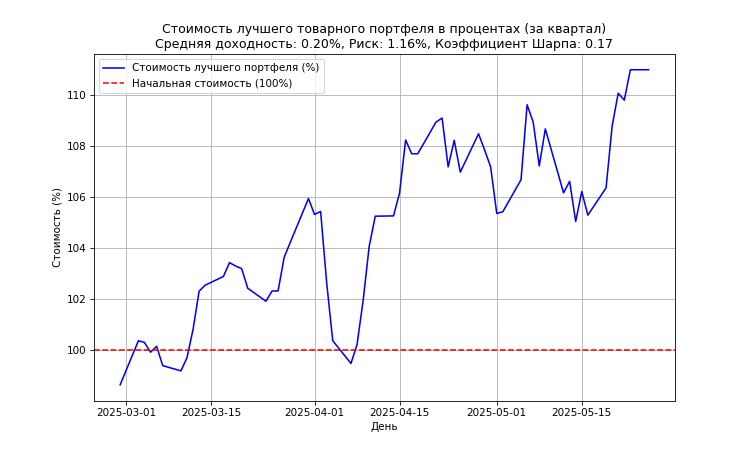 Стоимость лучшего товарного портфеля в процентах (за квартал)
Средняя доходность: 0.20%, Риск: 1.16%, Коэффициент Шарпа: 0.17
Стоимость лучшего портфеля (%)
Начальная стоимость (100%)
Стоимость (%)
110
108
106
104
102
100
2025-03-01
2025-03-15
2025-04-01
2025-04-15
2025-05-01
2025-05-15
День